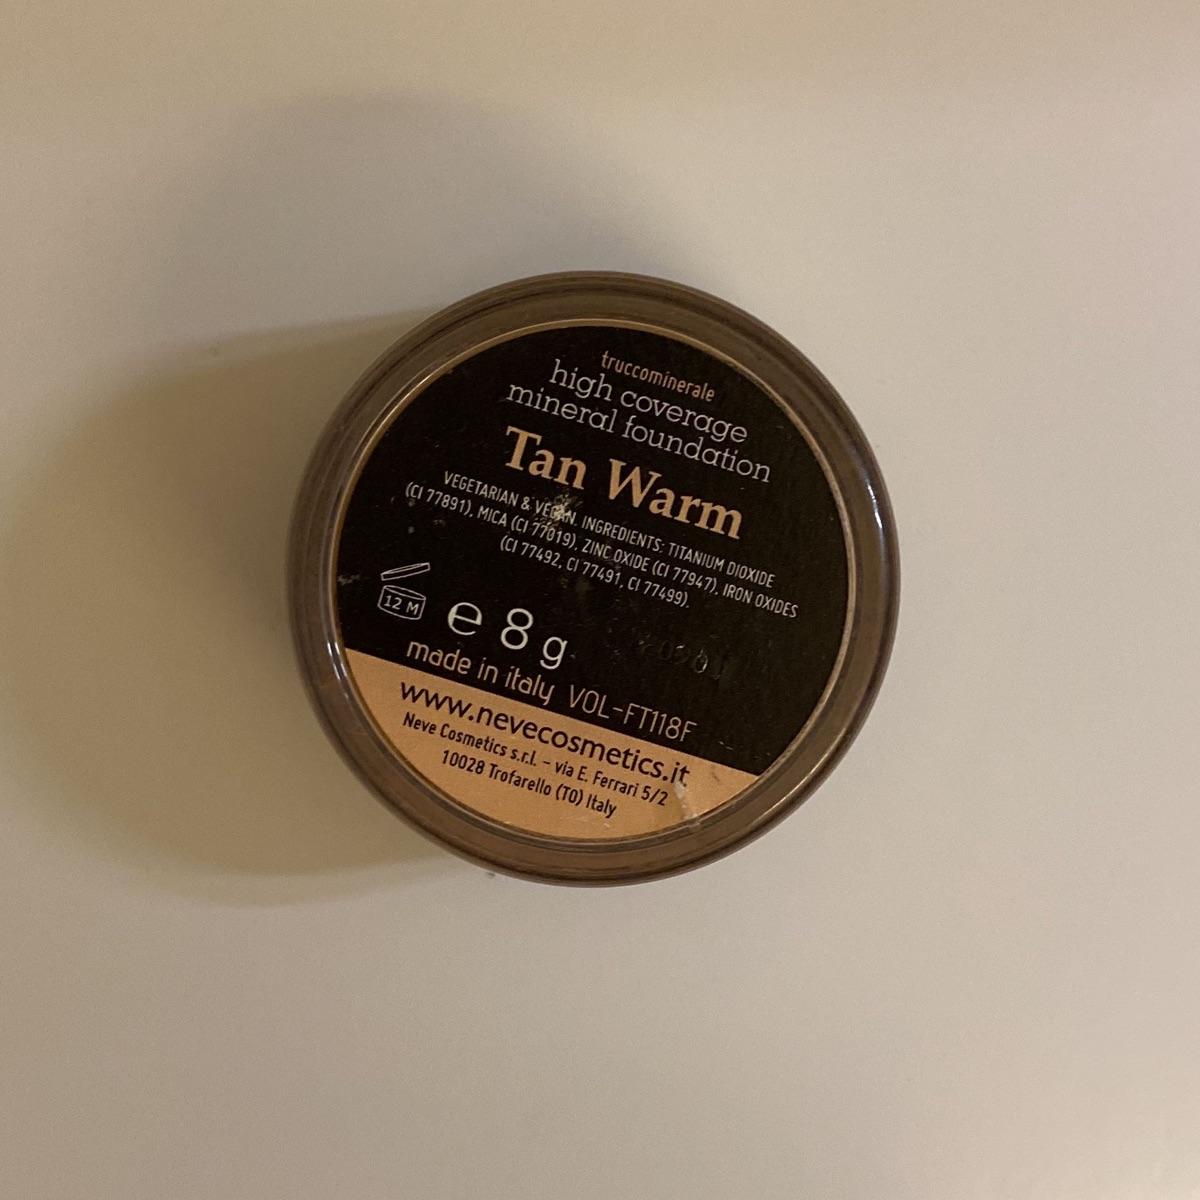 truccominerale
high coverage
mineral foundation
Tan Warm
VEGETARIAN & VEGAN. INGREDIENTS: TITANIUM DIOXIDE
(CI 77891), MICA (CI 77019), ZINC OXIDE (CI 77947), IRON OXIDES
(CI 77492, CI 77491, CI 77499).
12 M
e 8 g
made in italy VOL-FT118F
www.nevecosmetics.it
Neve Cosmetics s.r.l. - via E. Ferrari 5/2
10028 Trofarello (TO) Italy